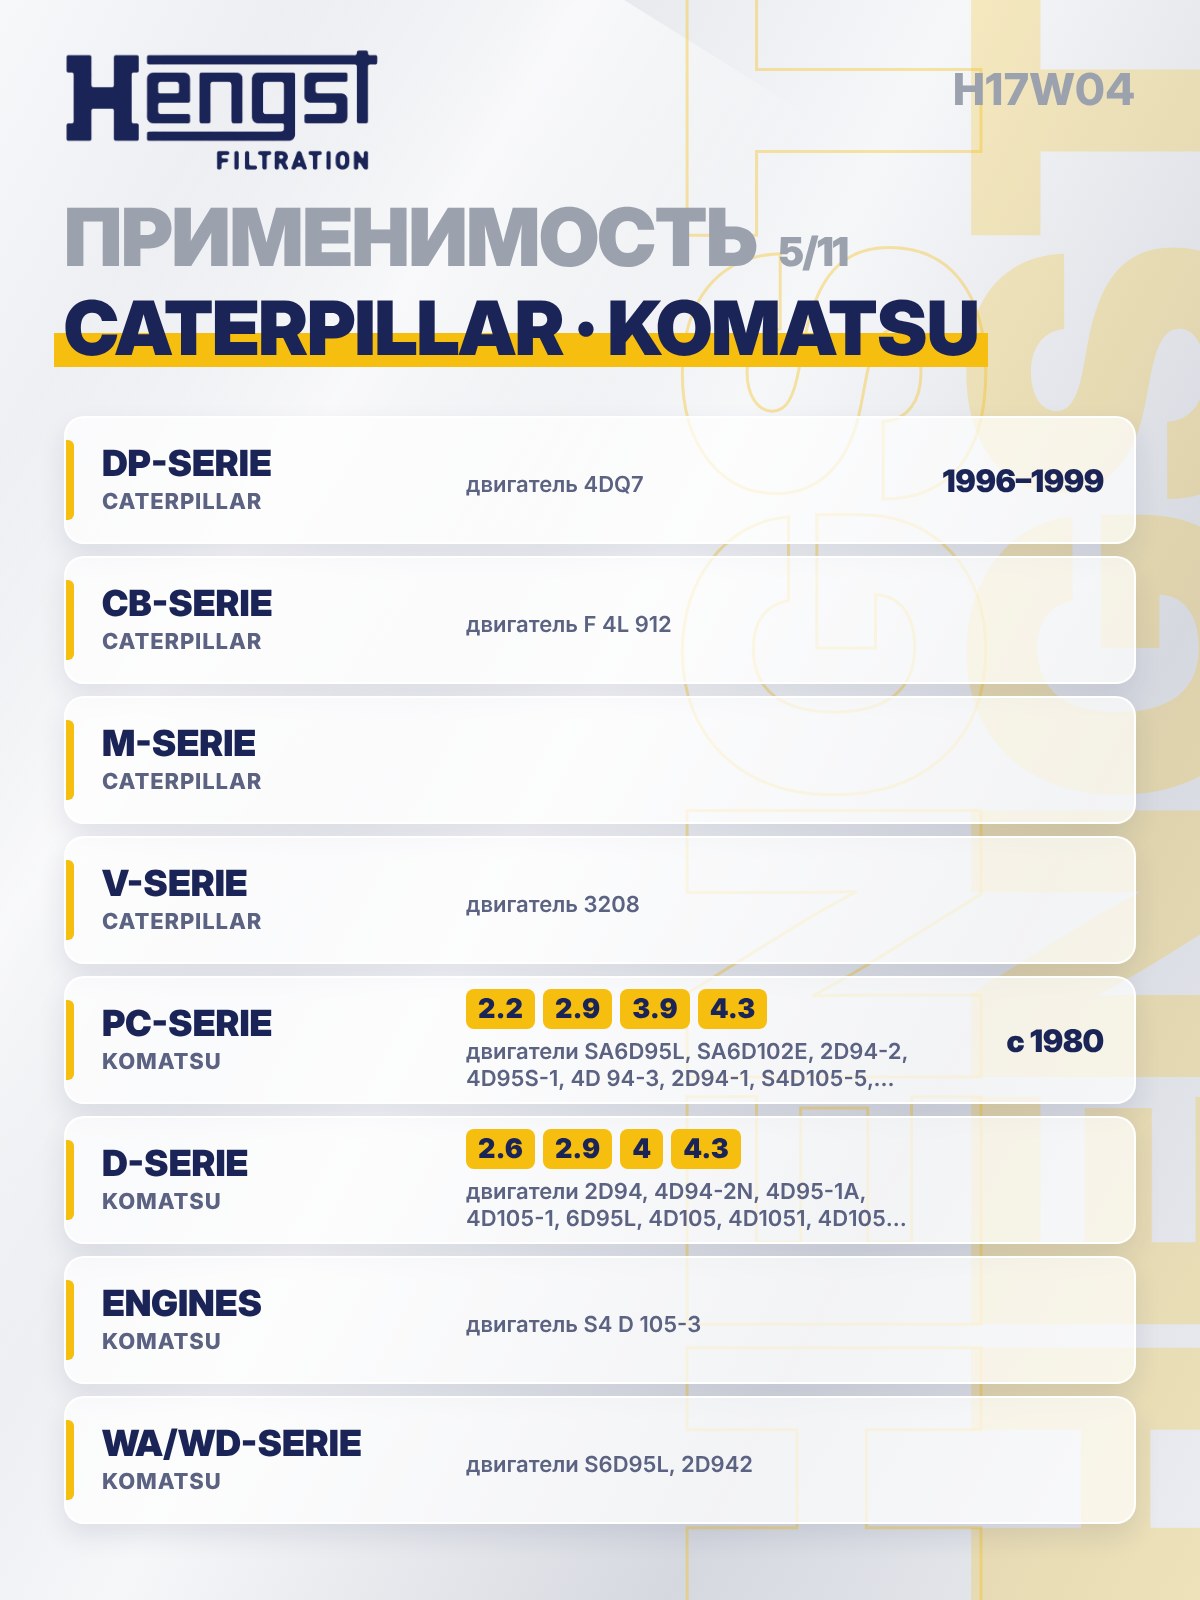 Hengst
FILTRATION
H17W04
ПРИМЕНИМОСТЬ 5/11
CATERPILLAR · KOMATSU
DP-SERIE
CATERPILLAR
двигатель 4DQ7
1996–1999
CB-SERIE
CATERPILLAR
двигатель F 4L 912
M-SERIE
CATERPILLAR
V-SERIE
CATERPILLAR
двигатель 3208
PC-SERIE
KOMATSU
2.2 2.9 3.9 4.3
двигатели SA6D95L, SA6D102E, 2D94-2,
4D95S-1, 4D 94-3, 2D94-1, S4D105-5,...
с 1980
D-SERIE
KOMATSU
2.6 2.9 4 4.3
двигатели 2D94, 4D94-2N, 4D95-1A,
4D105-1, 6D95L, 4D105, 4D1051, 4D105...
ENGINES
KOMATSU
двигатель S4 D 105-3
WA/WD-SERIE
KOMATSU
двигатели S6D95L, 2D942
HENGST
HENGST